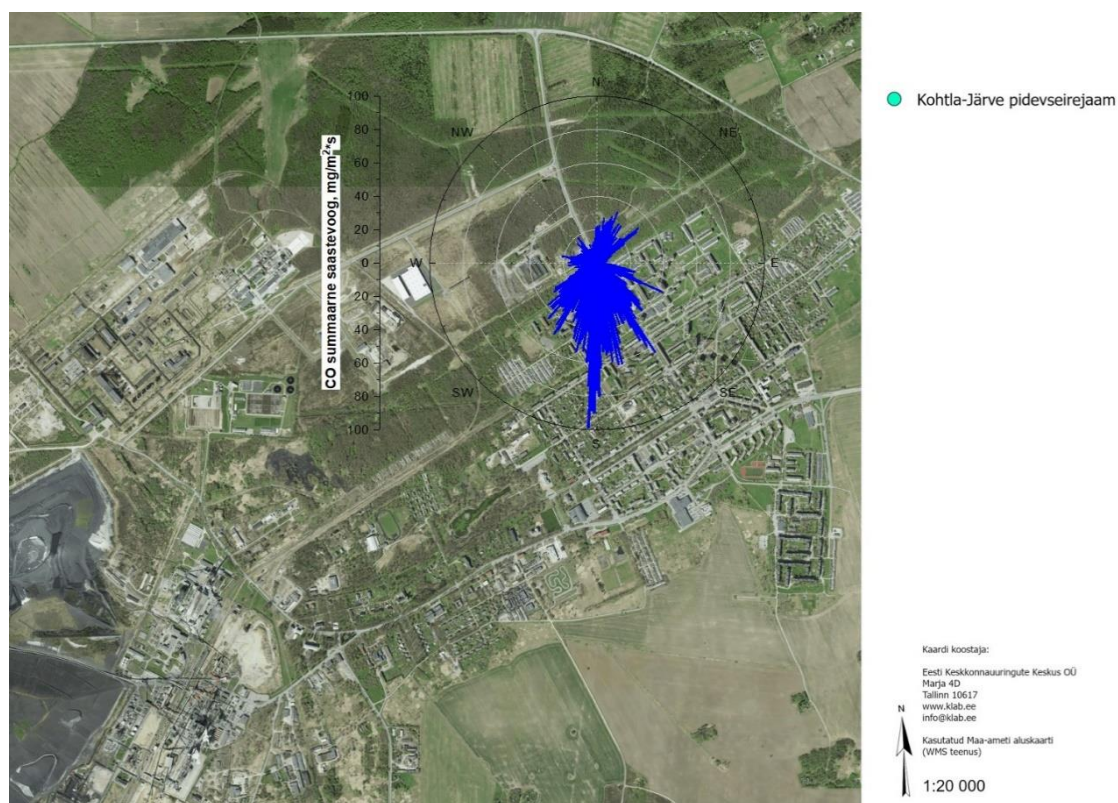 Kohtla-Järve pidevseirejaam
CO summaarne saastevoog, mg/m²*s
100
80
60
40
20
0
20
40
60
80
100
N
NE
E
SE
S
SW
W
NW
Kaardi koostaja:
Eesti Keskkonnauuringute Keskus OÜ
Marja 4D
Tallinn 10617
www.klab.ee
info@klab.ee
Kasutatud Maa-ameti aluskaarti
(WMS teenus)
N
1:20 000